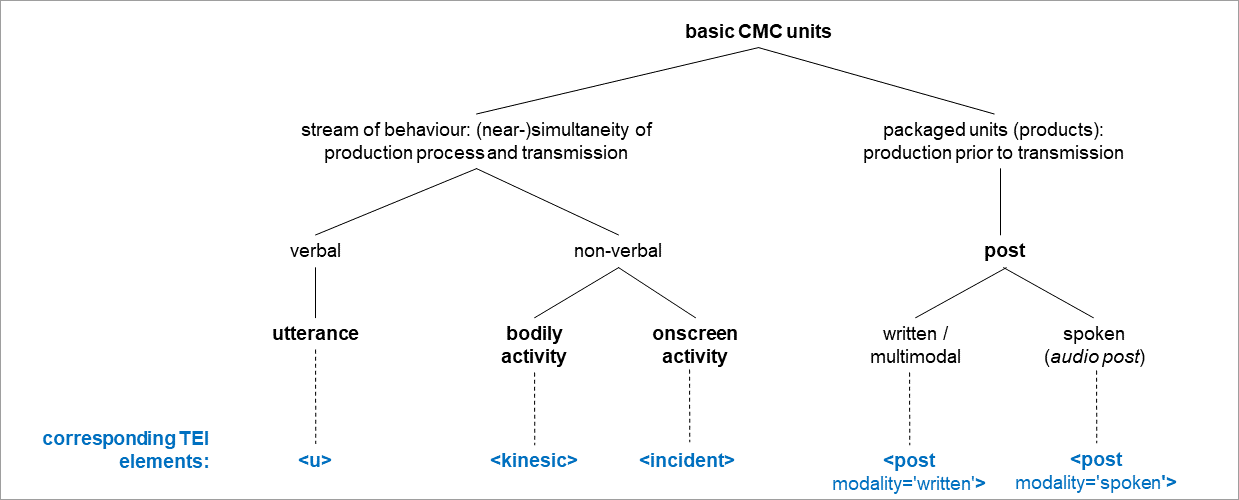 basic CMC units
stream of behaviour: (near-)simultaneity of
production process and transmission
packaged units (products):
production prior to transmission
verbal
non-verbal
post
utterance
bodily
activity
onscreen
activity
written /
multimodal
spoken
(audio post)
corresponding TEI
elements:
<u>
<kinesic>
<incident>
<post
modality='written'>
<post
modality='spoken'>